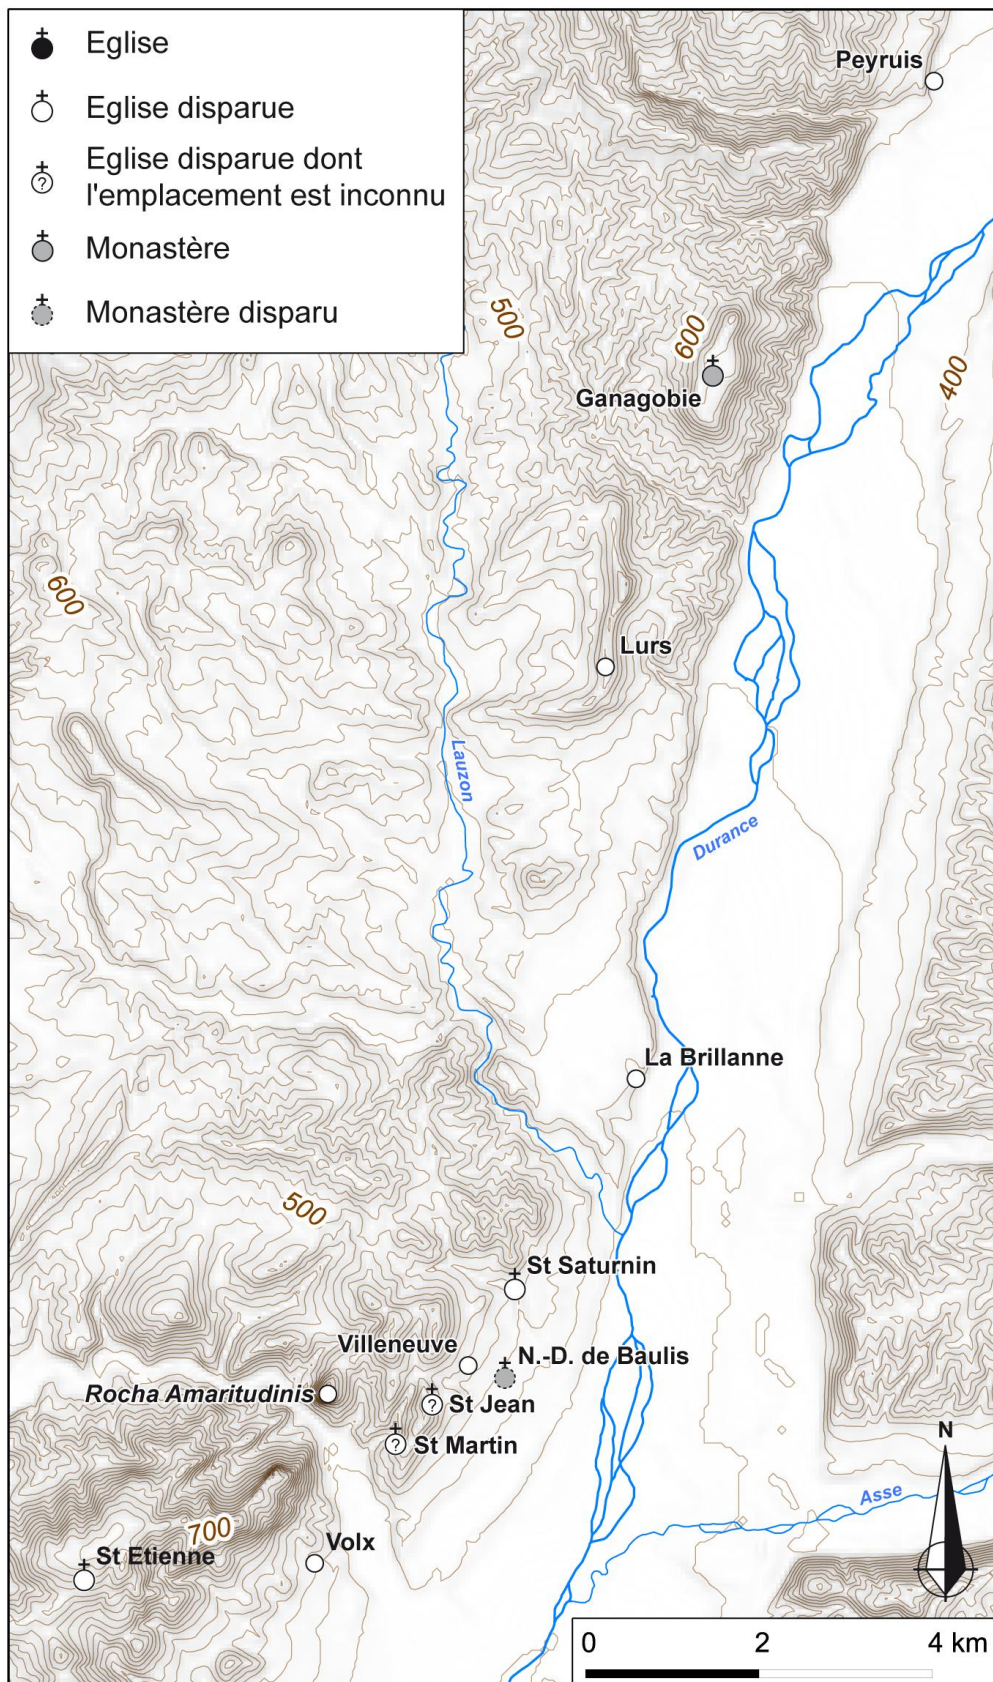 Eglise
Eglise disparue
Eglise disparue dont
l'emplacement est inconnu
Monastère
Monastère disparu
?
Peyruis
500
600
400
Ganagobie
600
Lurs
Lauzon
Durance
La Brillanne
500
St Saturnin
Villeneuve
N.-D. de Baulis
Rocha Amaritudinis
St Jean
?
St Martin
?
N
Asse
700
Volx
St Etienne
0 2 4 km